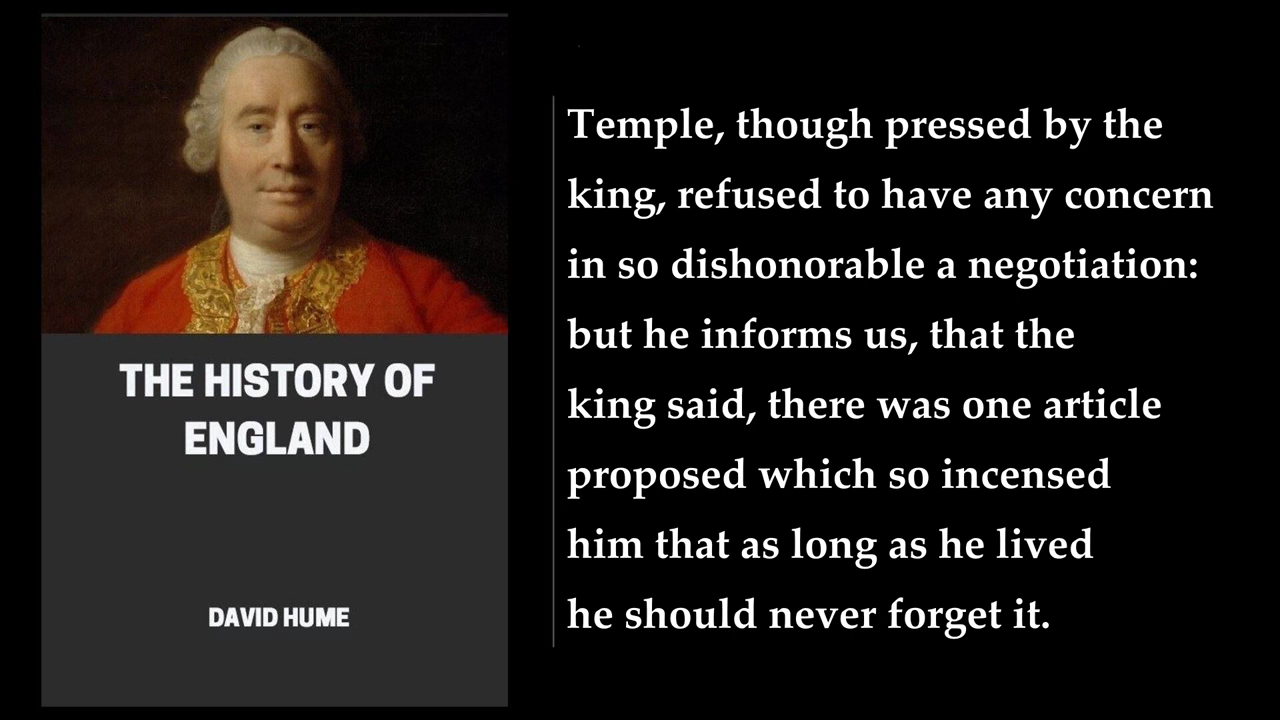 THE HISTORY OF
ENGLAND
DAVID HUME
Temple, though pressed by the
king, refused to have any concern
in so dishonorable a negotiation:
but he informs us, that the
king said, there was one article
proposed which so incensed
him that as long as he lived
he should never forget it.